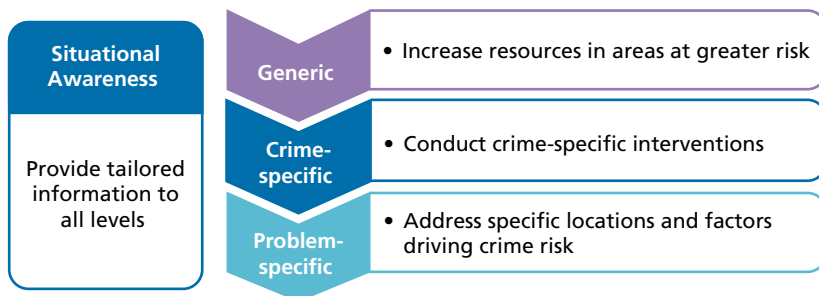 Situational
Awareness
Provide tailored
information to
all levels
Generic
• Increase resources in areas at greater risk
Crime-
specific
• Conduct crime-specific interventions
Problem-
specific
• Address specific locations and factors
driving crime risk